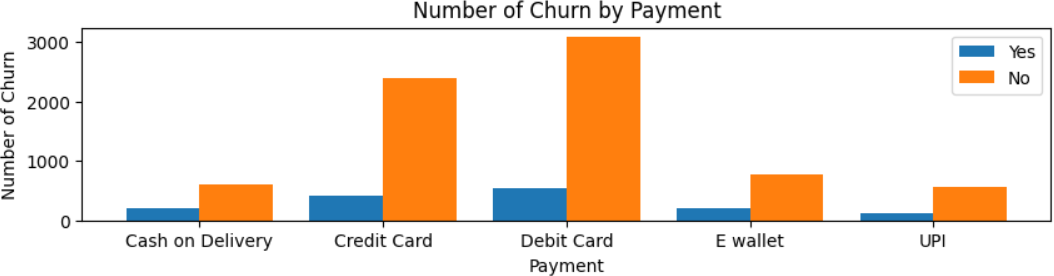 Number of Churn by Payment
Number of Churn
3000
2000
1000
0
Yes
No
Cash on Delivery
Credit Card
Debit Card
E wallet
UPI
Payment